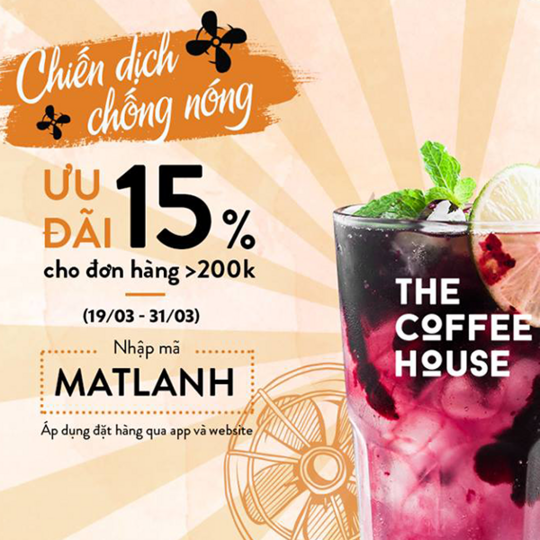 Chiến dịch
chống nóng
ƯU
ĐÃI 15%
cho đơn hàng >200k
(19/03 - 31/03)
Nhập mã
MATLANH
Áp dụng đặt hàng qua app và website
THE
COFFEE
HOUSE